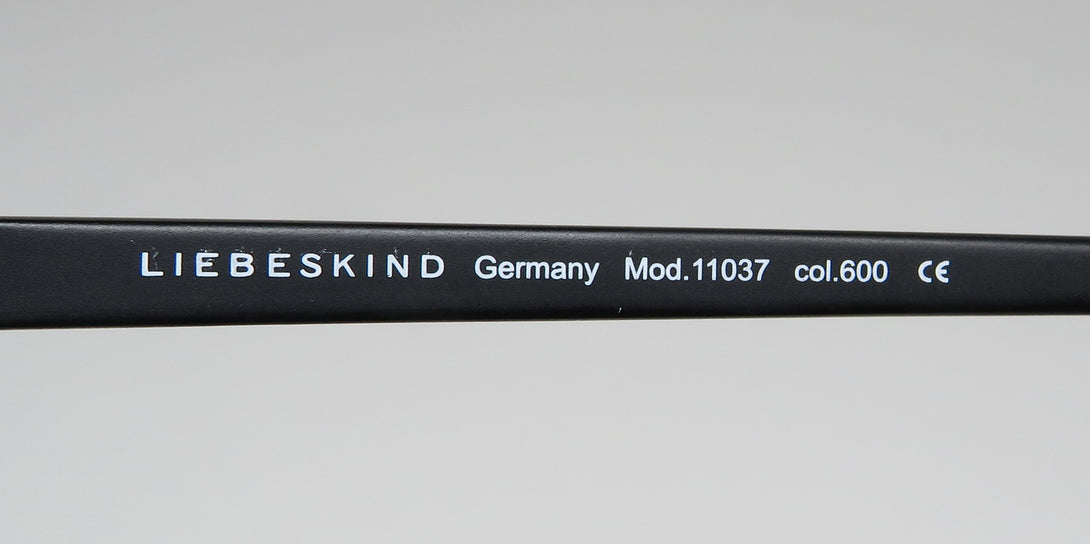 LIEBESKIND Germany Mod.11037 col.600 CE